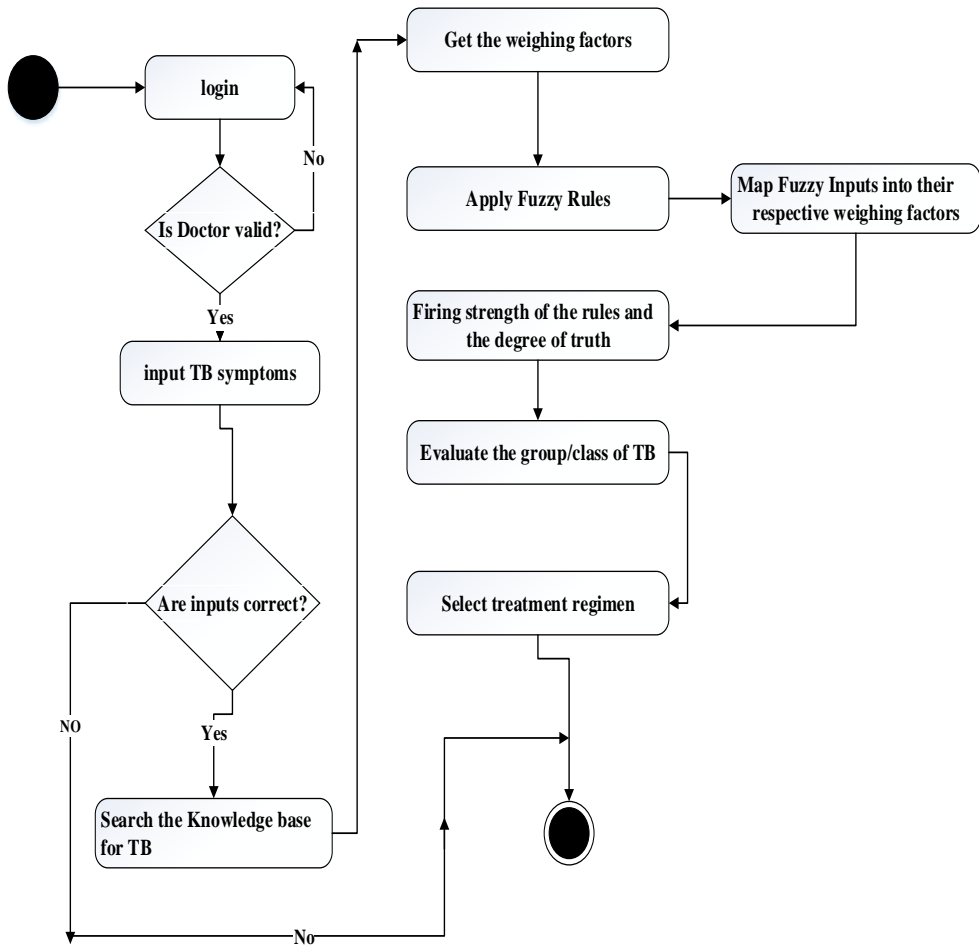 login
No
Is Doctor valid?
Yes
input TB symptoms
Are inputs correct?
NO
Yes
Search the Knowledge base
for TB
No
Get the weighing factors
Apply Fuzzy Rules
Map Fuzzy Inputs into their
respective weighing factors
Firing strength of the rules and
the degree of truth
Evaluate the group/class of TB
Select treatment regimen